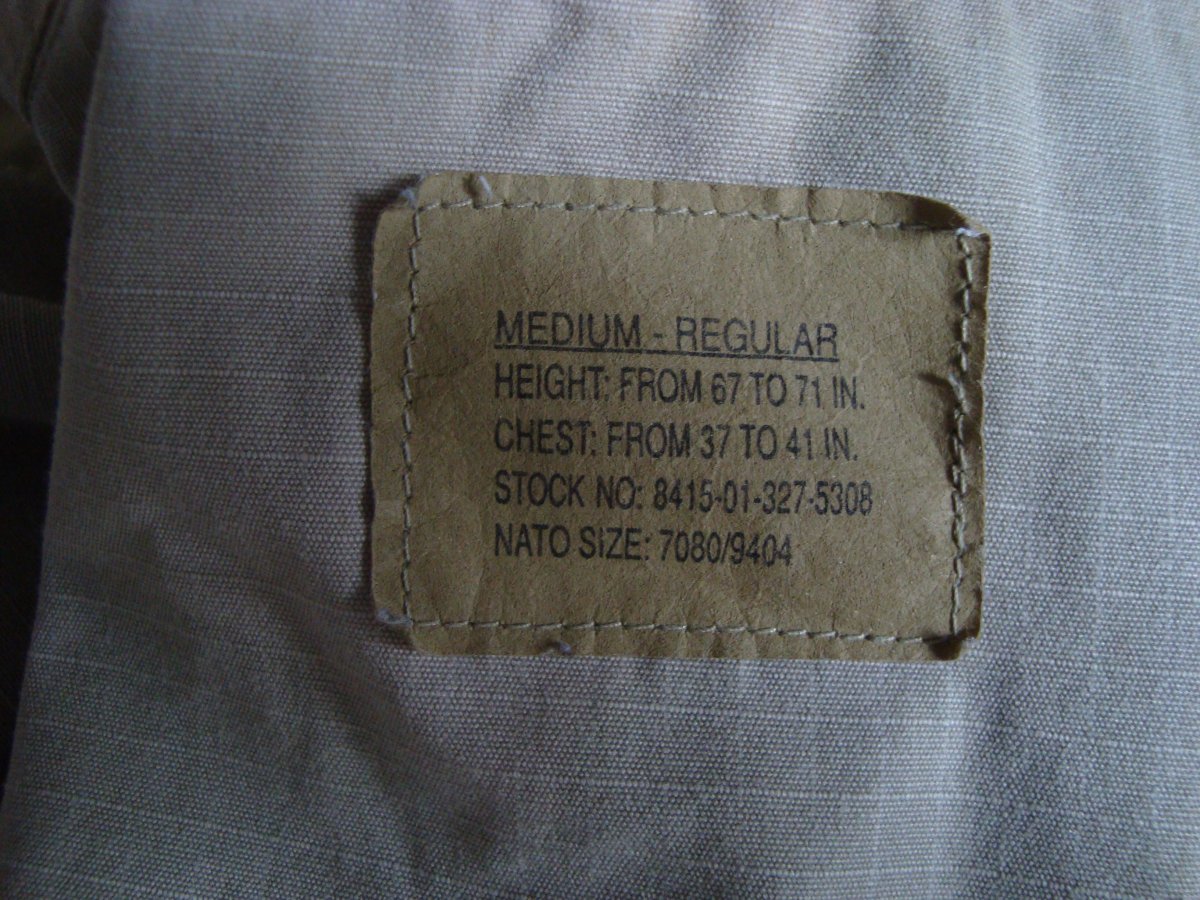 MEDIUM - REGULAR
HEIGHT: FROM 67 TO 71 IN.
CHEST: FROM 37 TO 41 IN.
STOCK NO: 8415-01-327-5308
NATO SIZE: 7080/9404